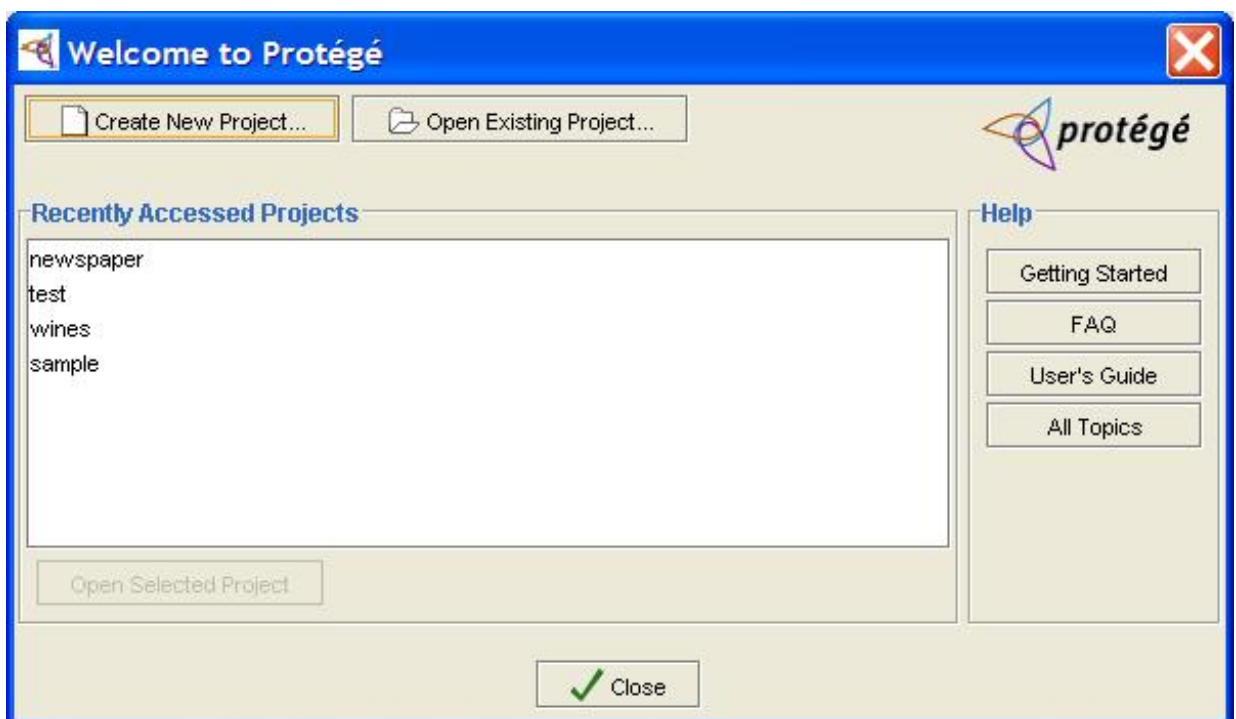 Welcome to Protégé
Create New Project...
Open Existing Project...
protégé
Recently Accessed Projects
newspaper
test
wines
sample
Open Selected Project
Help
Getting Started
FAQ
User's Guide
All Topics
Close